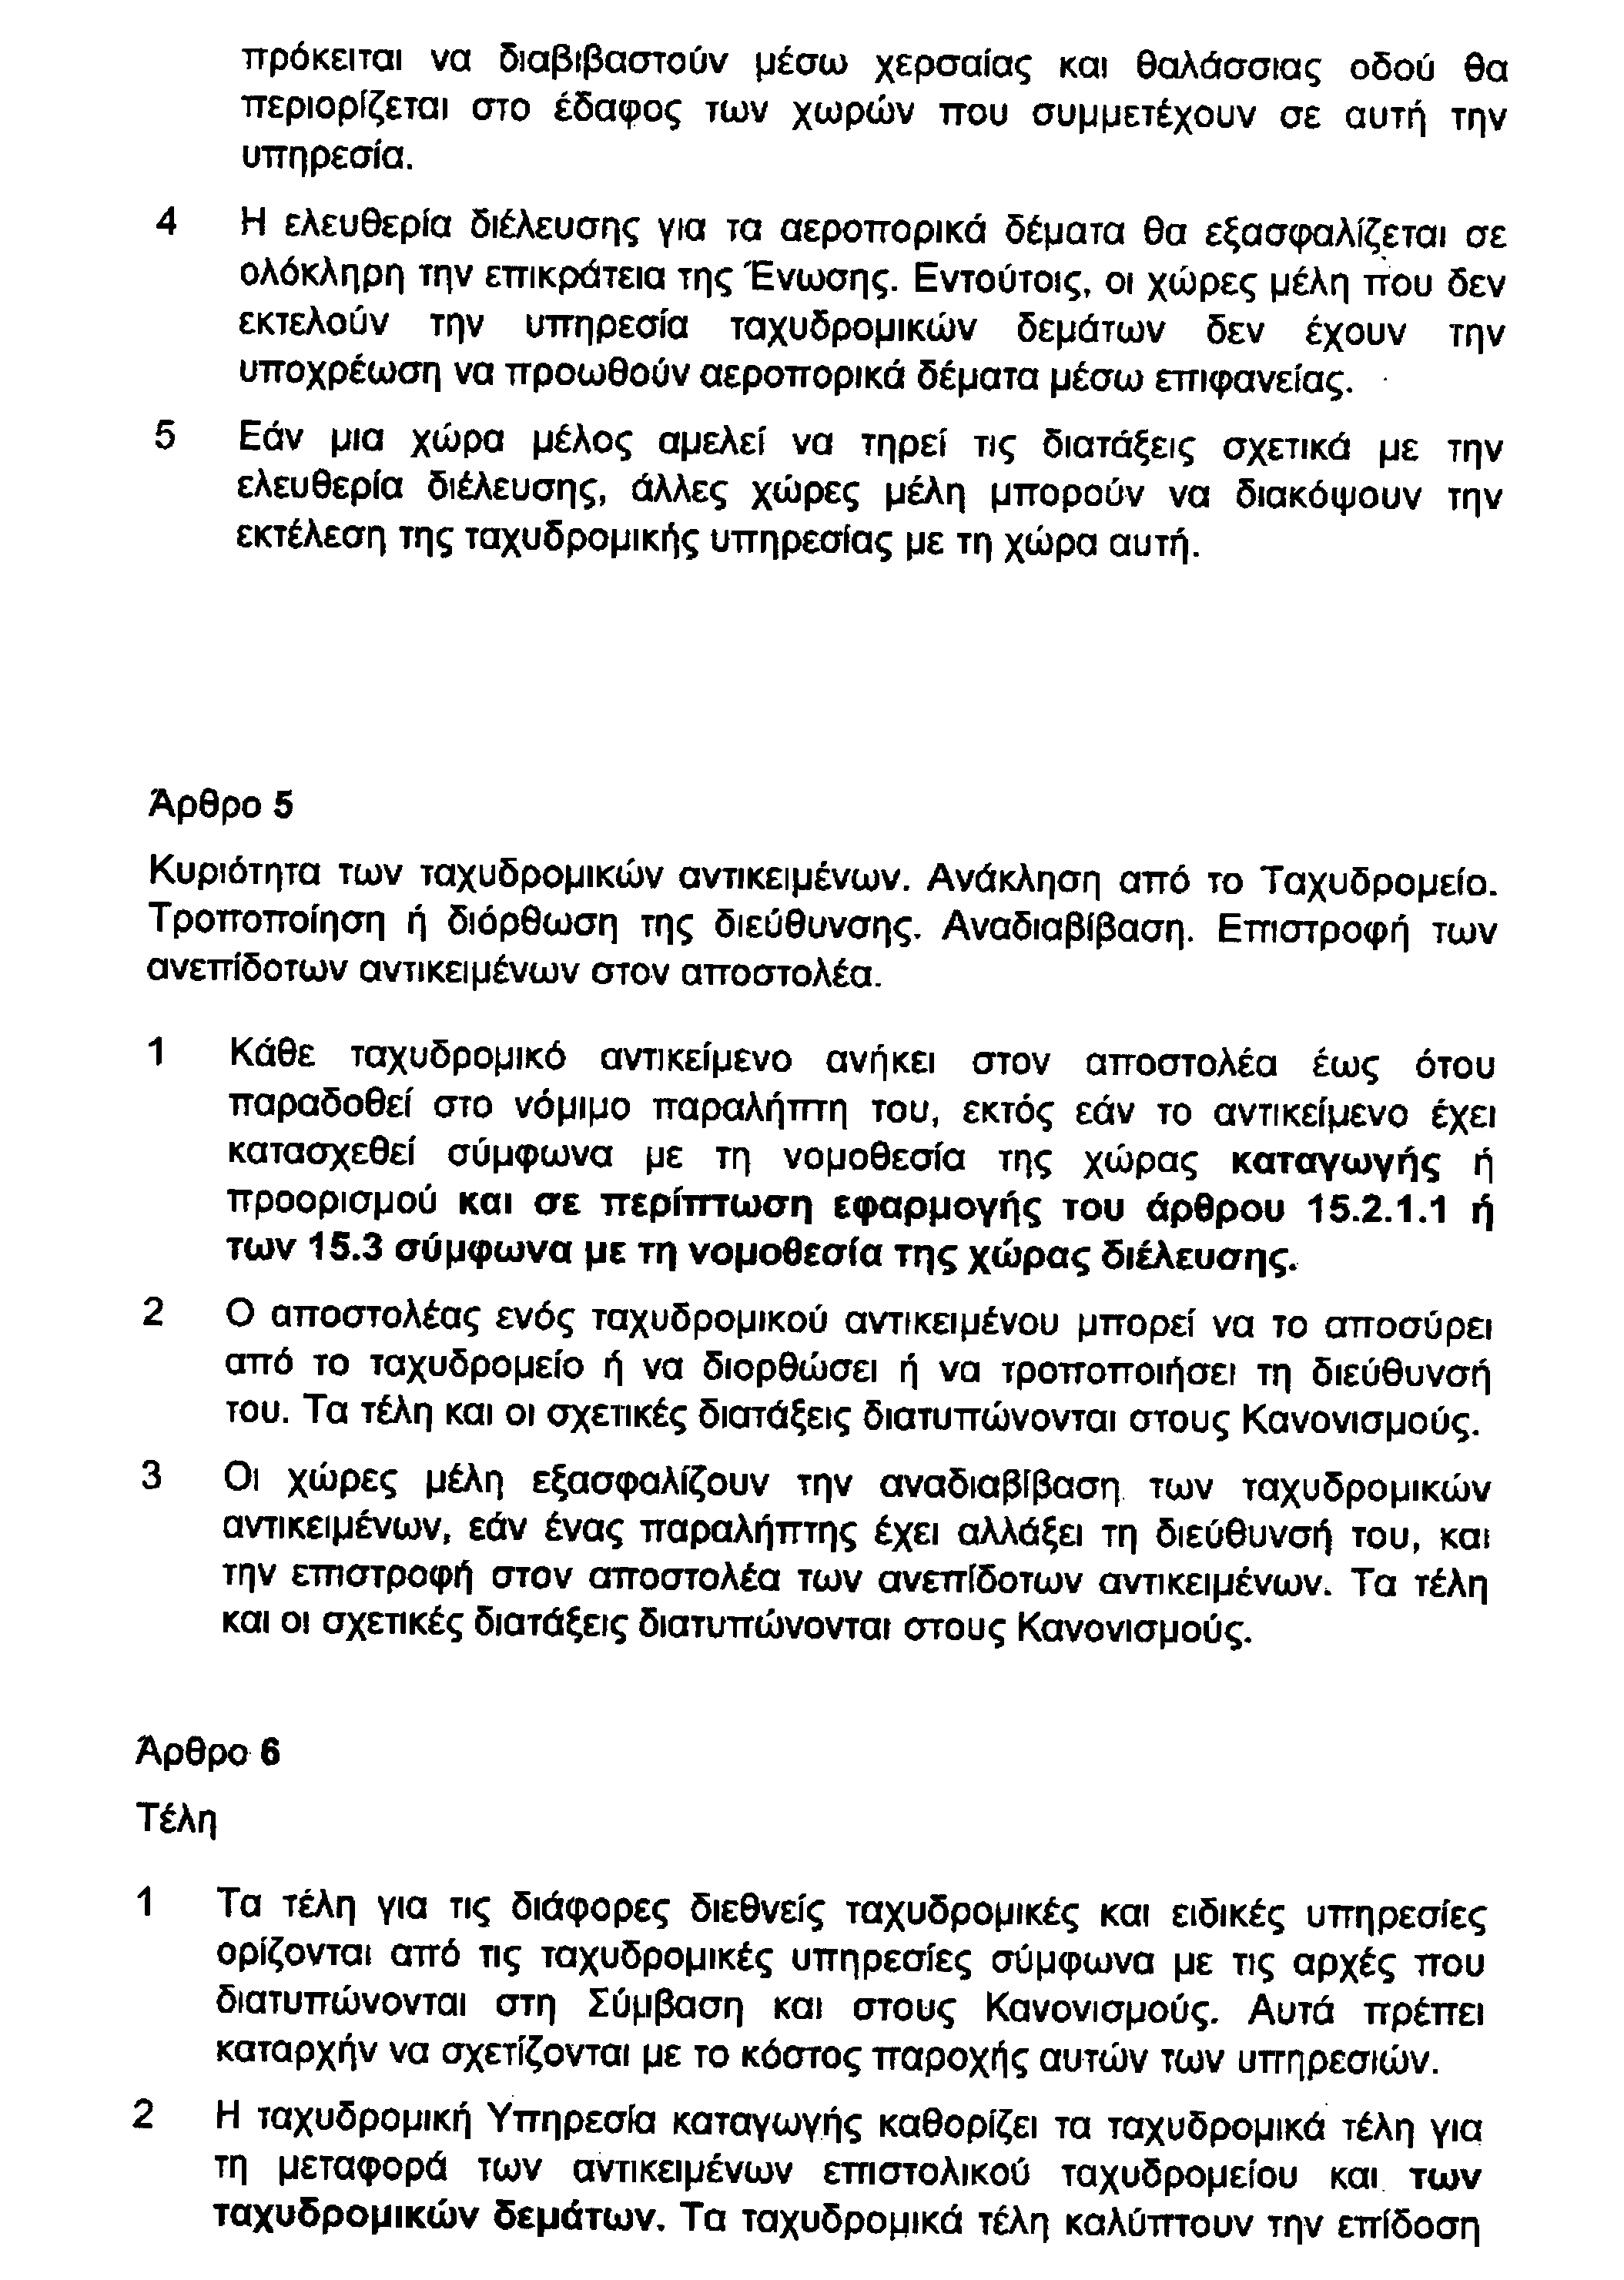 πρόκειται να διαβιβαστούν μέσω χερσαίας και θαλάσσιας οδού θα
περιορίζεται στο έδαφος των χωρών που συμμετέχουν σε αυτή την
υπηρεσία.
4 Η ελευθερία διέλευσης για τα αεροπορικά δέματα θα εξασφαλίζεται σε
ολόκληρη την επικράτεια της Ένωσης. Εντούτοις, οι χώρες μέλη που δεν
εκτελούν την υπηρεσία ταχυδρομικών δεμάτων δεν έχουν την
υποχρέωση να προωθούν αεροπορικά δέματα μέσω επιφανείας.
5 Εάν μια χώρα μέλος αμελεί να τηρεί τις διατάξεις σχετικά με την
ελευθερία διέλευσης, άλλες χώρες μέλη μπορούν να διακόψουν την
εκτέλεση της ταχυδρομικής υπηρεσίας με τη χώρα αυτή.
Άρθρο 5
Κυριότητα των ταχυδρομικών αντικειμένων. Ανάκληση από το Ταχυδρομείο.
Τροποποίηση ή διόρθωση της διεύθυνσης. Αναδιαβίβαση. Επιστροφή των
ανεπίδοτων αντικειμένων στον αποστολέα.
1 Κάθε ταχυδρομικό αντικείμενο ανήκει στον αποστολέα έως ότου
παραδοθεί στο νόμιμο παραλήπτη του, εκτός εάν το αντικείμενο έχει
κατασχεθεί σύμφωνα με τη νομοθεσία της χώρας καταγωγής ή
προορισμού και σε περίπτωση εφαρμογής του άρθρου 15.2.1.1 ή
των 15.3 σύμφωνα με τη νομοθεσία της χώρας διέλευσης.
2 Ο αποστολέας ενός ταχυδρομικού αντικειμένου μπορεί να το αποσύρει
από το ταχυδρομείο ή να διορθώσει ή να τροποποιήσει τη διεύθυνσή
του. Τα τέλη και οι σχετικές διατάξεις διατυπώνονται στους Κανονισμούς.
3 Οι χώρες μέλη εξασφαλίζουν την αναδιαβίβαση των ταχυδρομικών
αντικειμένων, εάν ένας παραλήπτης έχει αλλάξει τη διεύθυνσή του, και
την επιστροφή στον αποστολέα των ανεπίδοτων αντικειμένων. Τα τέλη
και οι σχετικές διατάξεις διατυπώνονται στους Κανονισμούς.
Άρθρο 6
Τέλη
1 Τα τέλη για τις διάφορες διεθνείς ταχυδρομικές και ειδικές υπηρεσίες
ορίζονται από τις ταχυδρομικές υπηρεσίες σύμφωνα με τις αρχές που
διατυπώνονται στη Σύμβαση και στους Κανονισμούς. Αυτά πρέπει
καταρχήν να σχετίζονται με το κόστος παροχής αυτών των υπηρεσιών.
2 Η ταχυδρομική Υπηρεσία καταγωγής καθορίζει τα ταχυδρομικά τέλη για
τη μεταφορά των αντικειμένων επιστολικού ταχυδρομείου και των
ταχυδρομικών δεμάτων. Τα ταχυδρομικά τέλη καλύπτουν την επίδοση